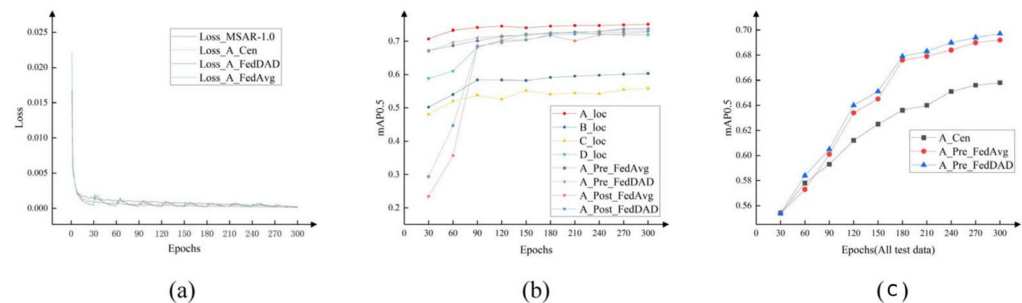 Loss
0.025
0.020
0.015
0.010
0.005
0.000
0 30 60 90 120 150 180 210 240 270 300
Epochs
Loss_MSAR-1.0
Loss_A_Cen
Loss_A_FedDAD
Loss_A_FedAvg
(a)
mAP0.5
0.7
0.6
0.5
0.4
0.3
0.2
30 60 90 120 150 180 210 240 270 300
Epochs
A_loc
B_loc
C_loc
D_loc
A_Pre_FedAvg
A_Pre_FedDAD
A_Post_FedAvg
A_Post_FedDAD
(b)
mAP0.5
0.70
0.68
0.66
0.64
0.62
0.60
0.58
0.56
0 30 60 90 120 150 180 210 240 270 300
Epochs(All test data)
A_Cen
A_Pre_FedAvg
A_Pre_FedDAD
(c)